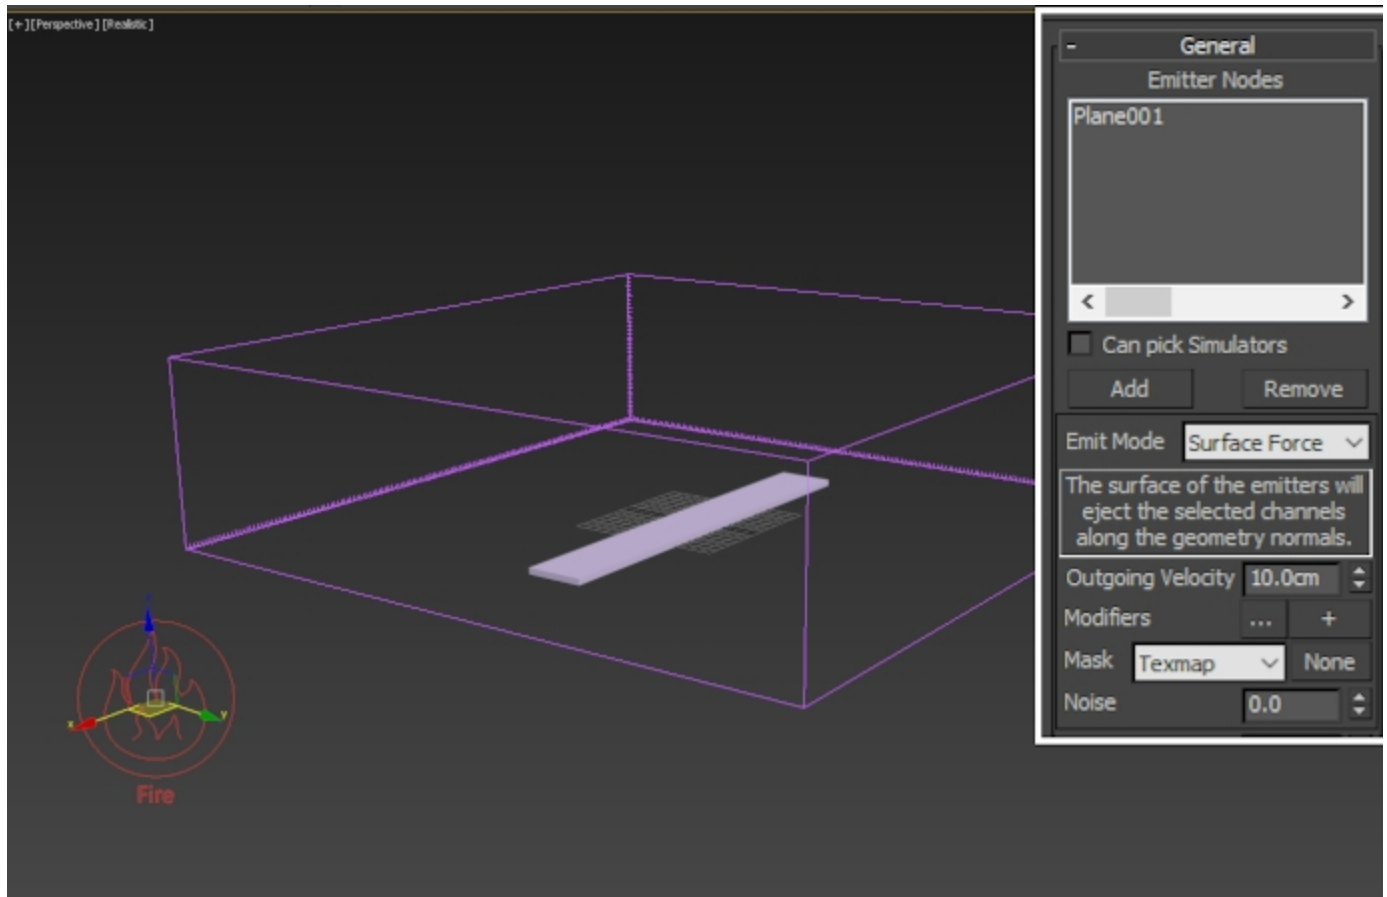 [+][Perspective][Realistic]
- General
Emitter Nodes
Plane001
Can pick Simulators
Add Remove
Emit Mode Surface Force
The surface of the emitters will
eject the selected channels
along the geometry normals.
Outgoing Velocity 10.0cm
Modifiers ... +
Mask Texmap None
Noise 0.0
z
x
y
Fire